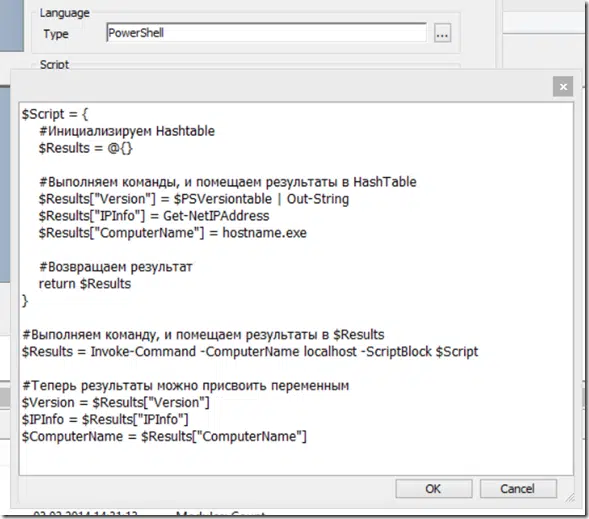 Language
Type PowerShell ...
Script
$Script = {
#Инициализируем Hashtable
$Results = @{}
#Выполняем команды, и помещаем результаты в HashTable
$Results["Version"] = $PSVersiontable | Out-String
$Results["IPInfo"] = Get-NetIPAddress
$Results["ComputerName"] = hostname.exe
#Возвращаем результат
return $Results
}
#Выполняем команду, и помещаем результаты в $Results
$Results = Invoke-Command -ComputerName localhost -ScriptBlock $Script
#Теперь результаты можно присвоить переменным
$Version = $Results["Version"]
$IPInfo = $Results["IPInfo"]
$ComputerName = $Results["ComputerName"]
OK Cancel